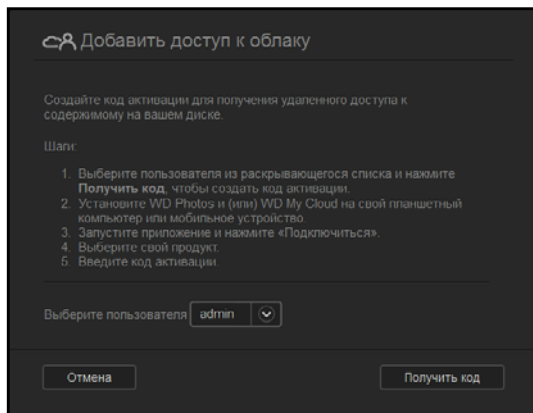 Добавить доступ к облаку
Создайте код активации для получения удаленного доступа к
содержимому на вашем диске.
Шаги:
1. Выберите пользователя из раскрывающегося списка и нажмите
Получить код, чтобы создать код активации.
2. Установите WD Photos и (или) WD My Cloud на свой планшетный
компьютер или мобильное устройство.
3. Запустите приложение и нажмите «Подключиться».
4. Выберите свой продукт.
5. Введите код активации.
Выберите пользователя admin
Отмена Получить код